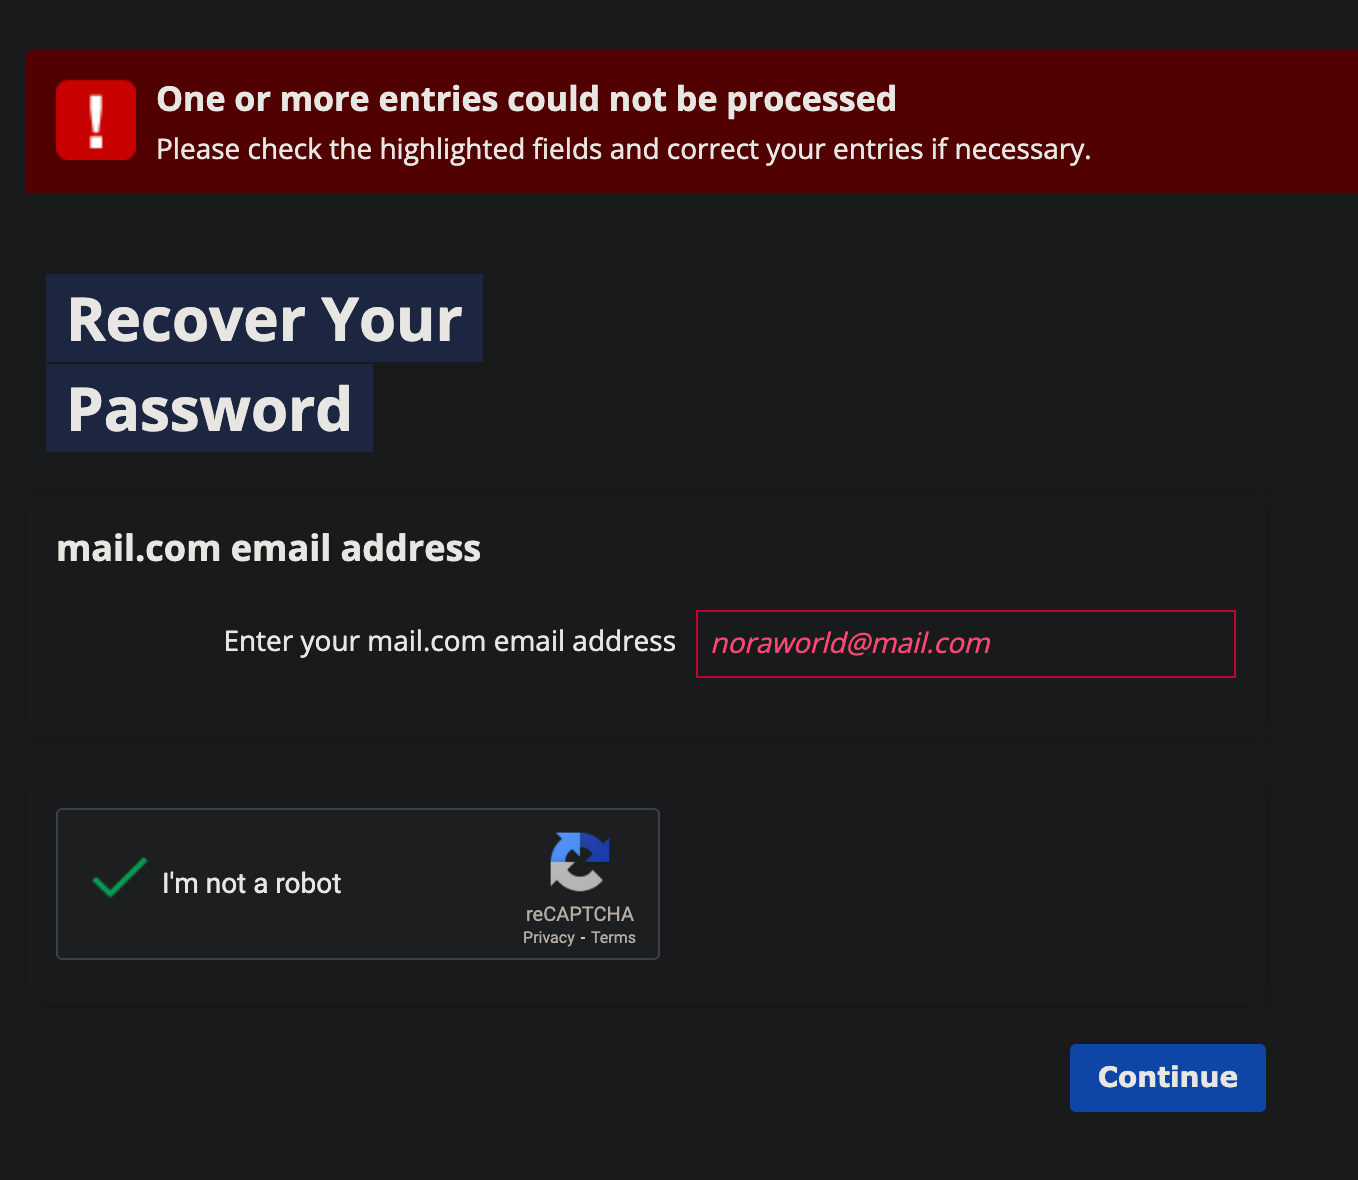 One or more entries could not be processed
Please check the highlighted fields and correct your entries if necessary.
Recover Your
Password
mail.com email address
Enter your mail.com email address
noraworld@mail.com
I'm not a robot
reCAPTCHA
Privacy - Terms
Continue